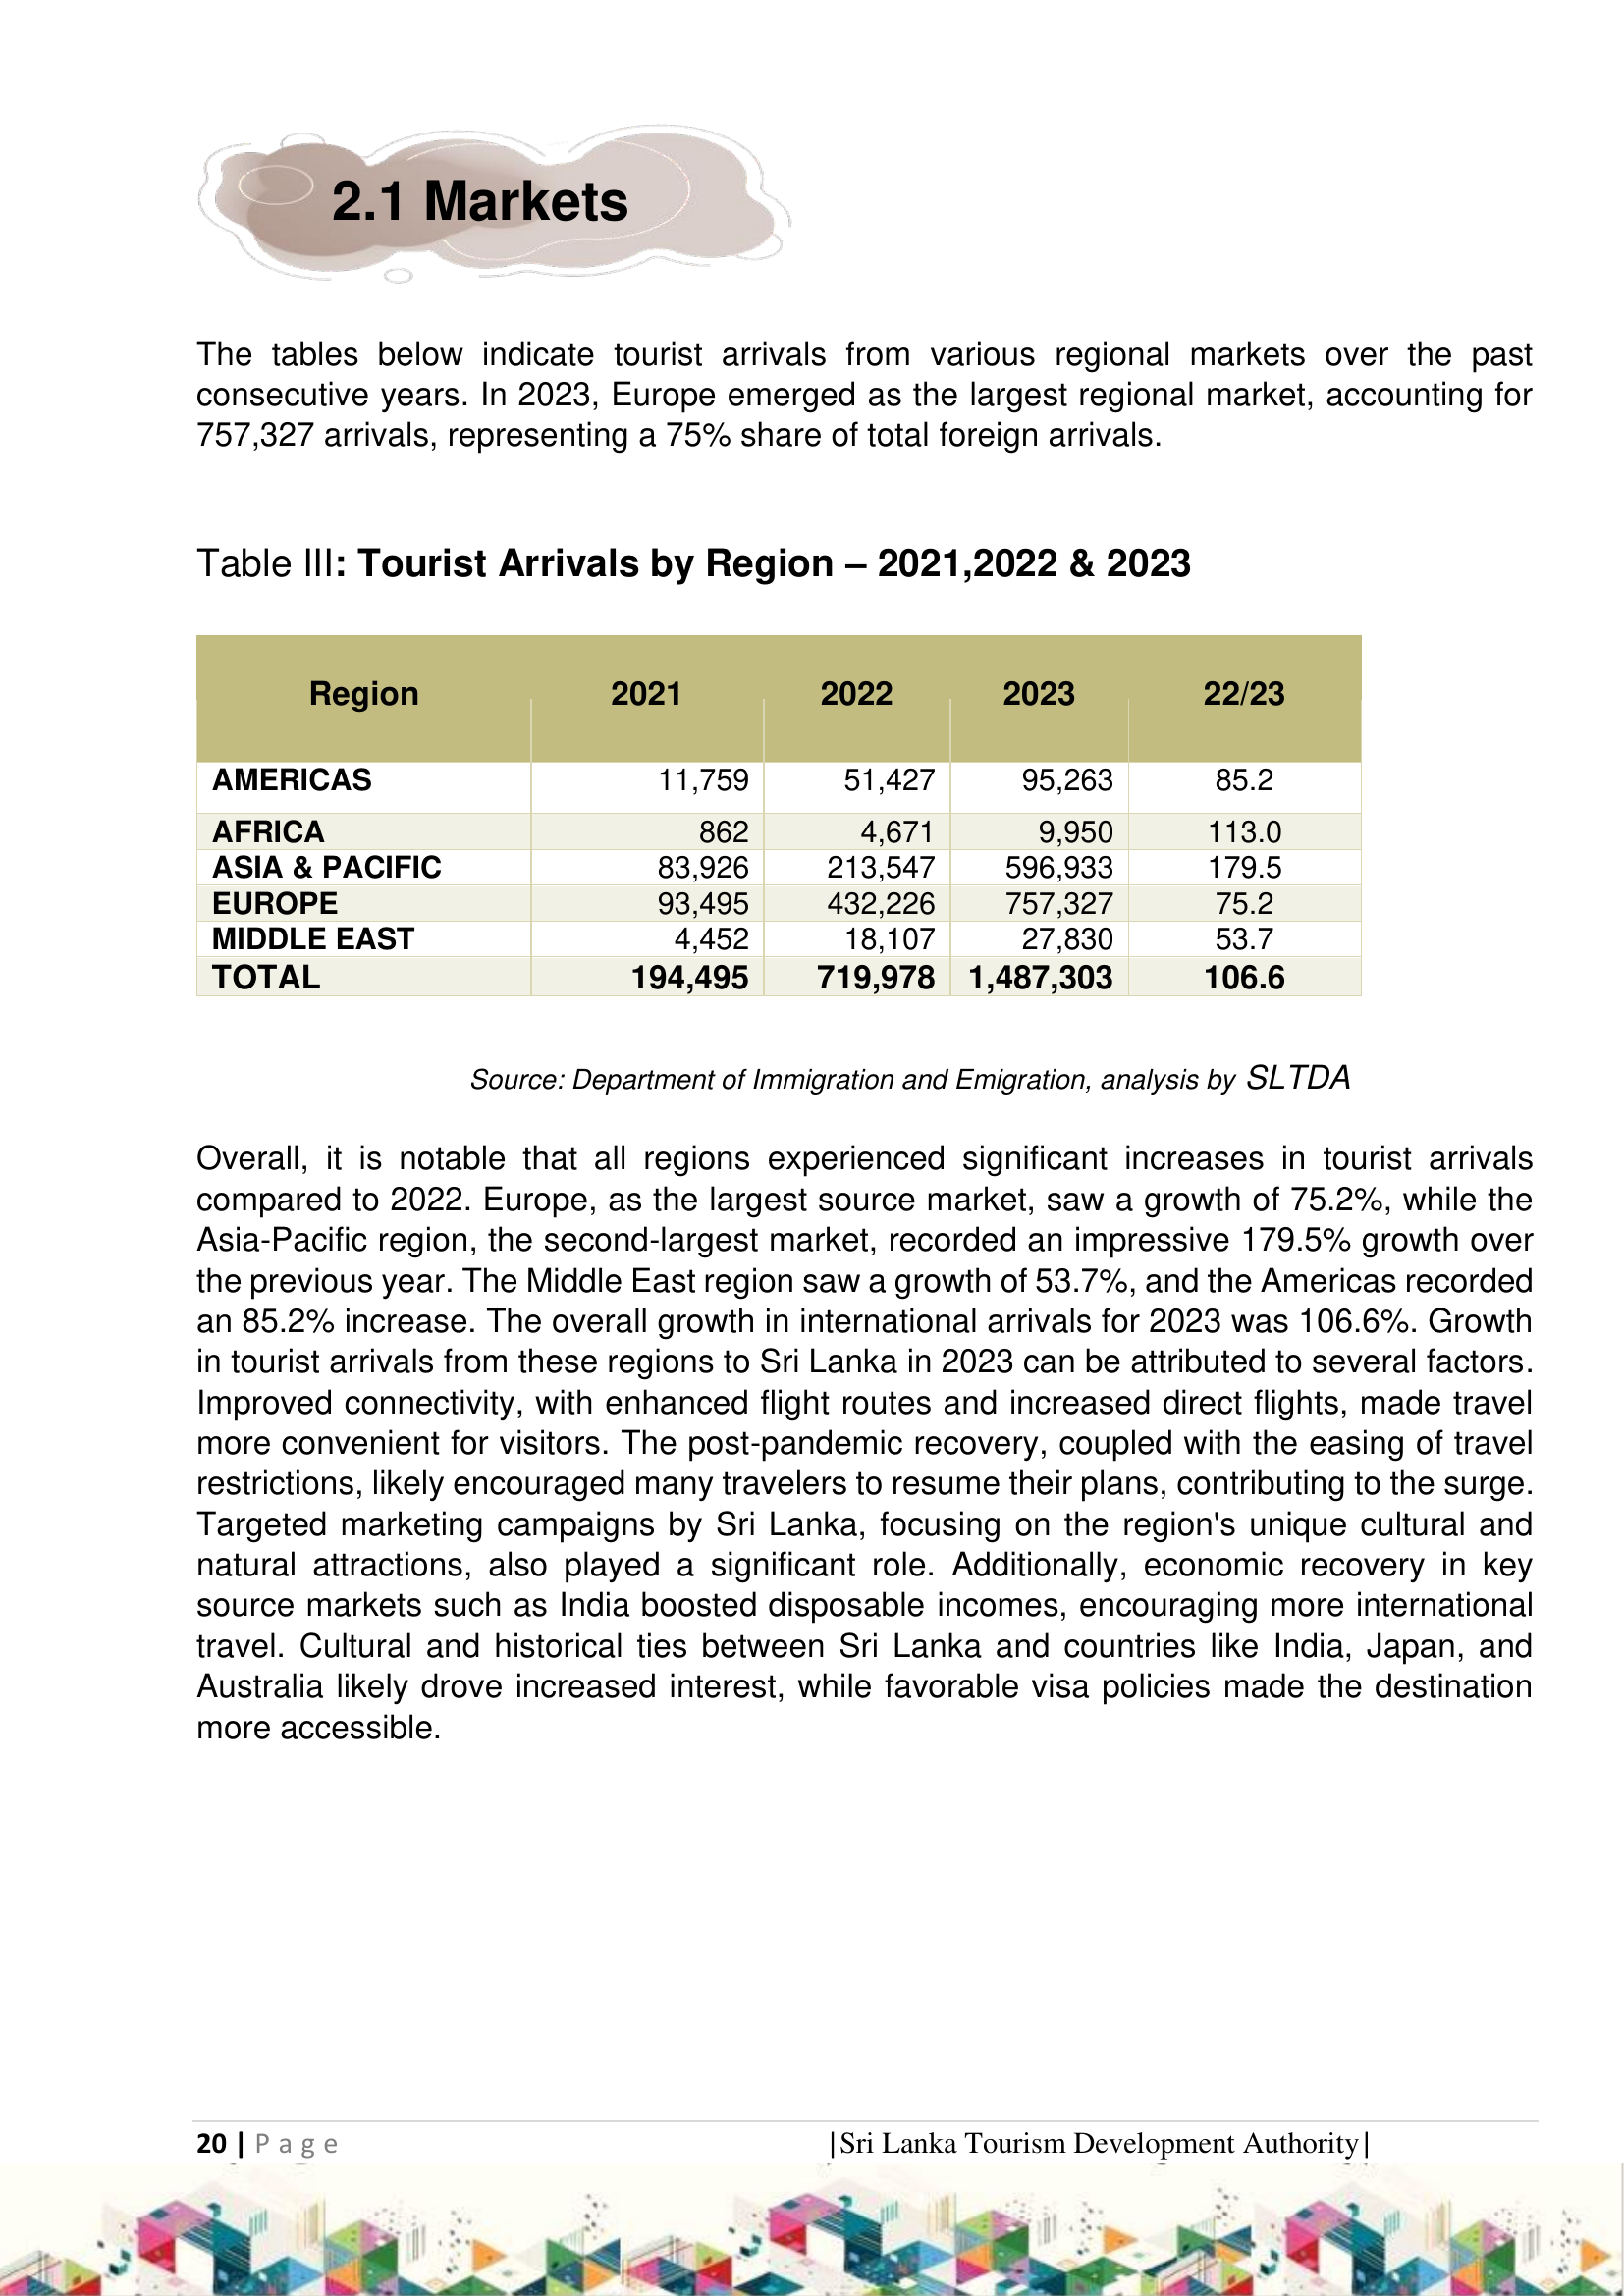 2.1 Markets
The tables below indicate tourist arrivals from various regional markets over the past
consecutive years. In 2023, Europe emerged as the largest regional market, accounting for
757,327 arrivals, representing a 75% share of total foreign arrivals.
Table III: Tourist Arrivals by Region – 2021,2022 & 2023
Region 2021 2022 2023 22/23
AMERICAS 11,759 51,427 95,263 85.2
AFRICA 862 4,671 9,950 113.0
ASIA & PACIFIC 83,926 213,547 596,933 179.5
EUROPE 93,495 432,226 757,327 75.2
MIDDLE EAST 4,452 18,107 27,830 53.7
TOTAL 194,495 719,978 1,487,303 106.6
Source: Department of Immigration and Emigration, analysis by SLTDA
Overall, it is notable that all regions experienced significant increases in tourist arrivals
compared to 2022. Europe, as the largest source market, saw a growth of 75.2%, while the
Asia-Pacific region, the second-largest market, recorded an impressive 179.5% growth over
the previous year. The Middle East region saw a growth of 53.7%, and the Americas recorded
an 85.2% increase. The overall growth in international arrivals for 2023 was 106.6%. Growth
in tourist arrivals from these regions to Sri Lanka in 2023 can be attributed to several factors.
Improved connectivity, with enhanced flight routes and increased direct flights, made travel
more convenient for visitors. The post-pandemic recovery, coupled with the easing of travel
restrictions, likely encouraged many travelers to resume their plans, contributing to the surge.
Targeted marketing campaigns by Sri Lanka, focusing on the region's unique cultural and
natural attractions, also played a significant role. Additionally, economic recovery in key
source markets such as India boosted disposable incomes, encouraging more international
travel. Cultural and historical ties between Sri Lanka and countries like India, Japan, and
Australia likely drove increased interest, while favorable visa policies made the destination
more accessible.
20 | Page |Sri Lanka Tourism Development Authority|